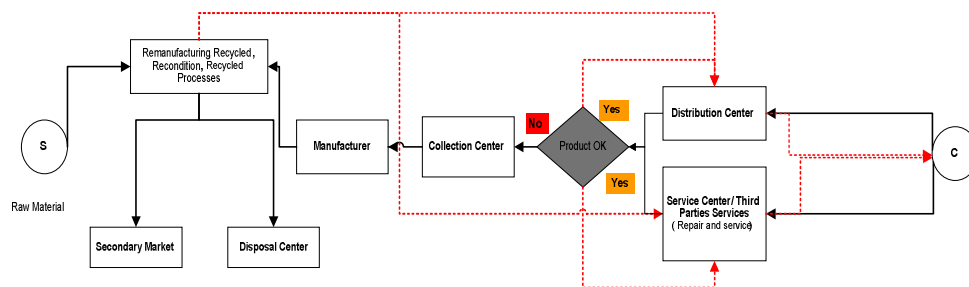 Remanufacturing Recycled,
Recondition, Recycled
Processes
S
Raw Material
Secondary Market
Disposal Center
Manufacturer
Collection Center
No
Yes
Product OK
Yes
Distribution Center
Service Center/ Third
Parties Services
( Repair and service)
C